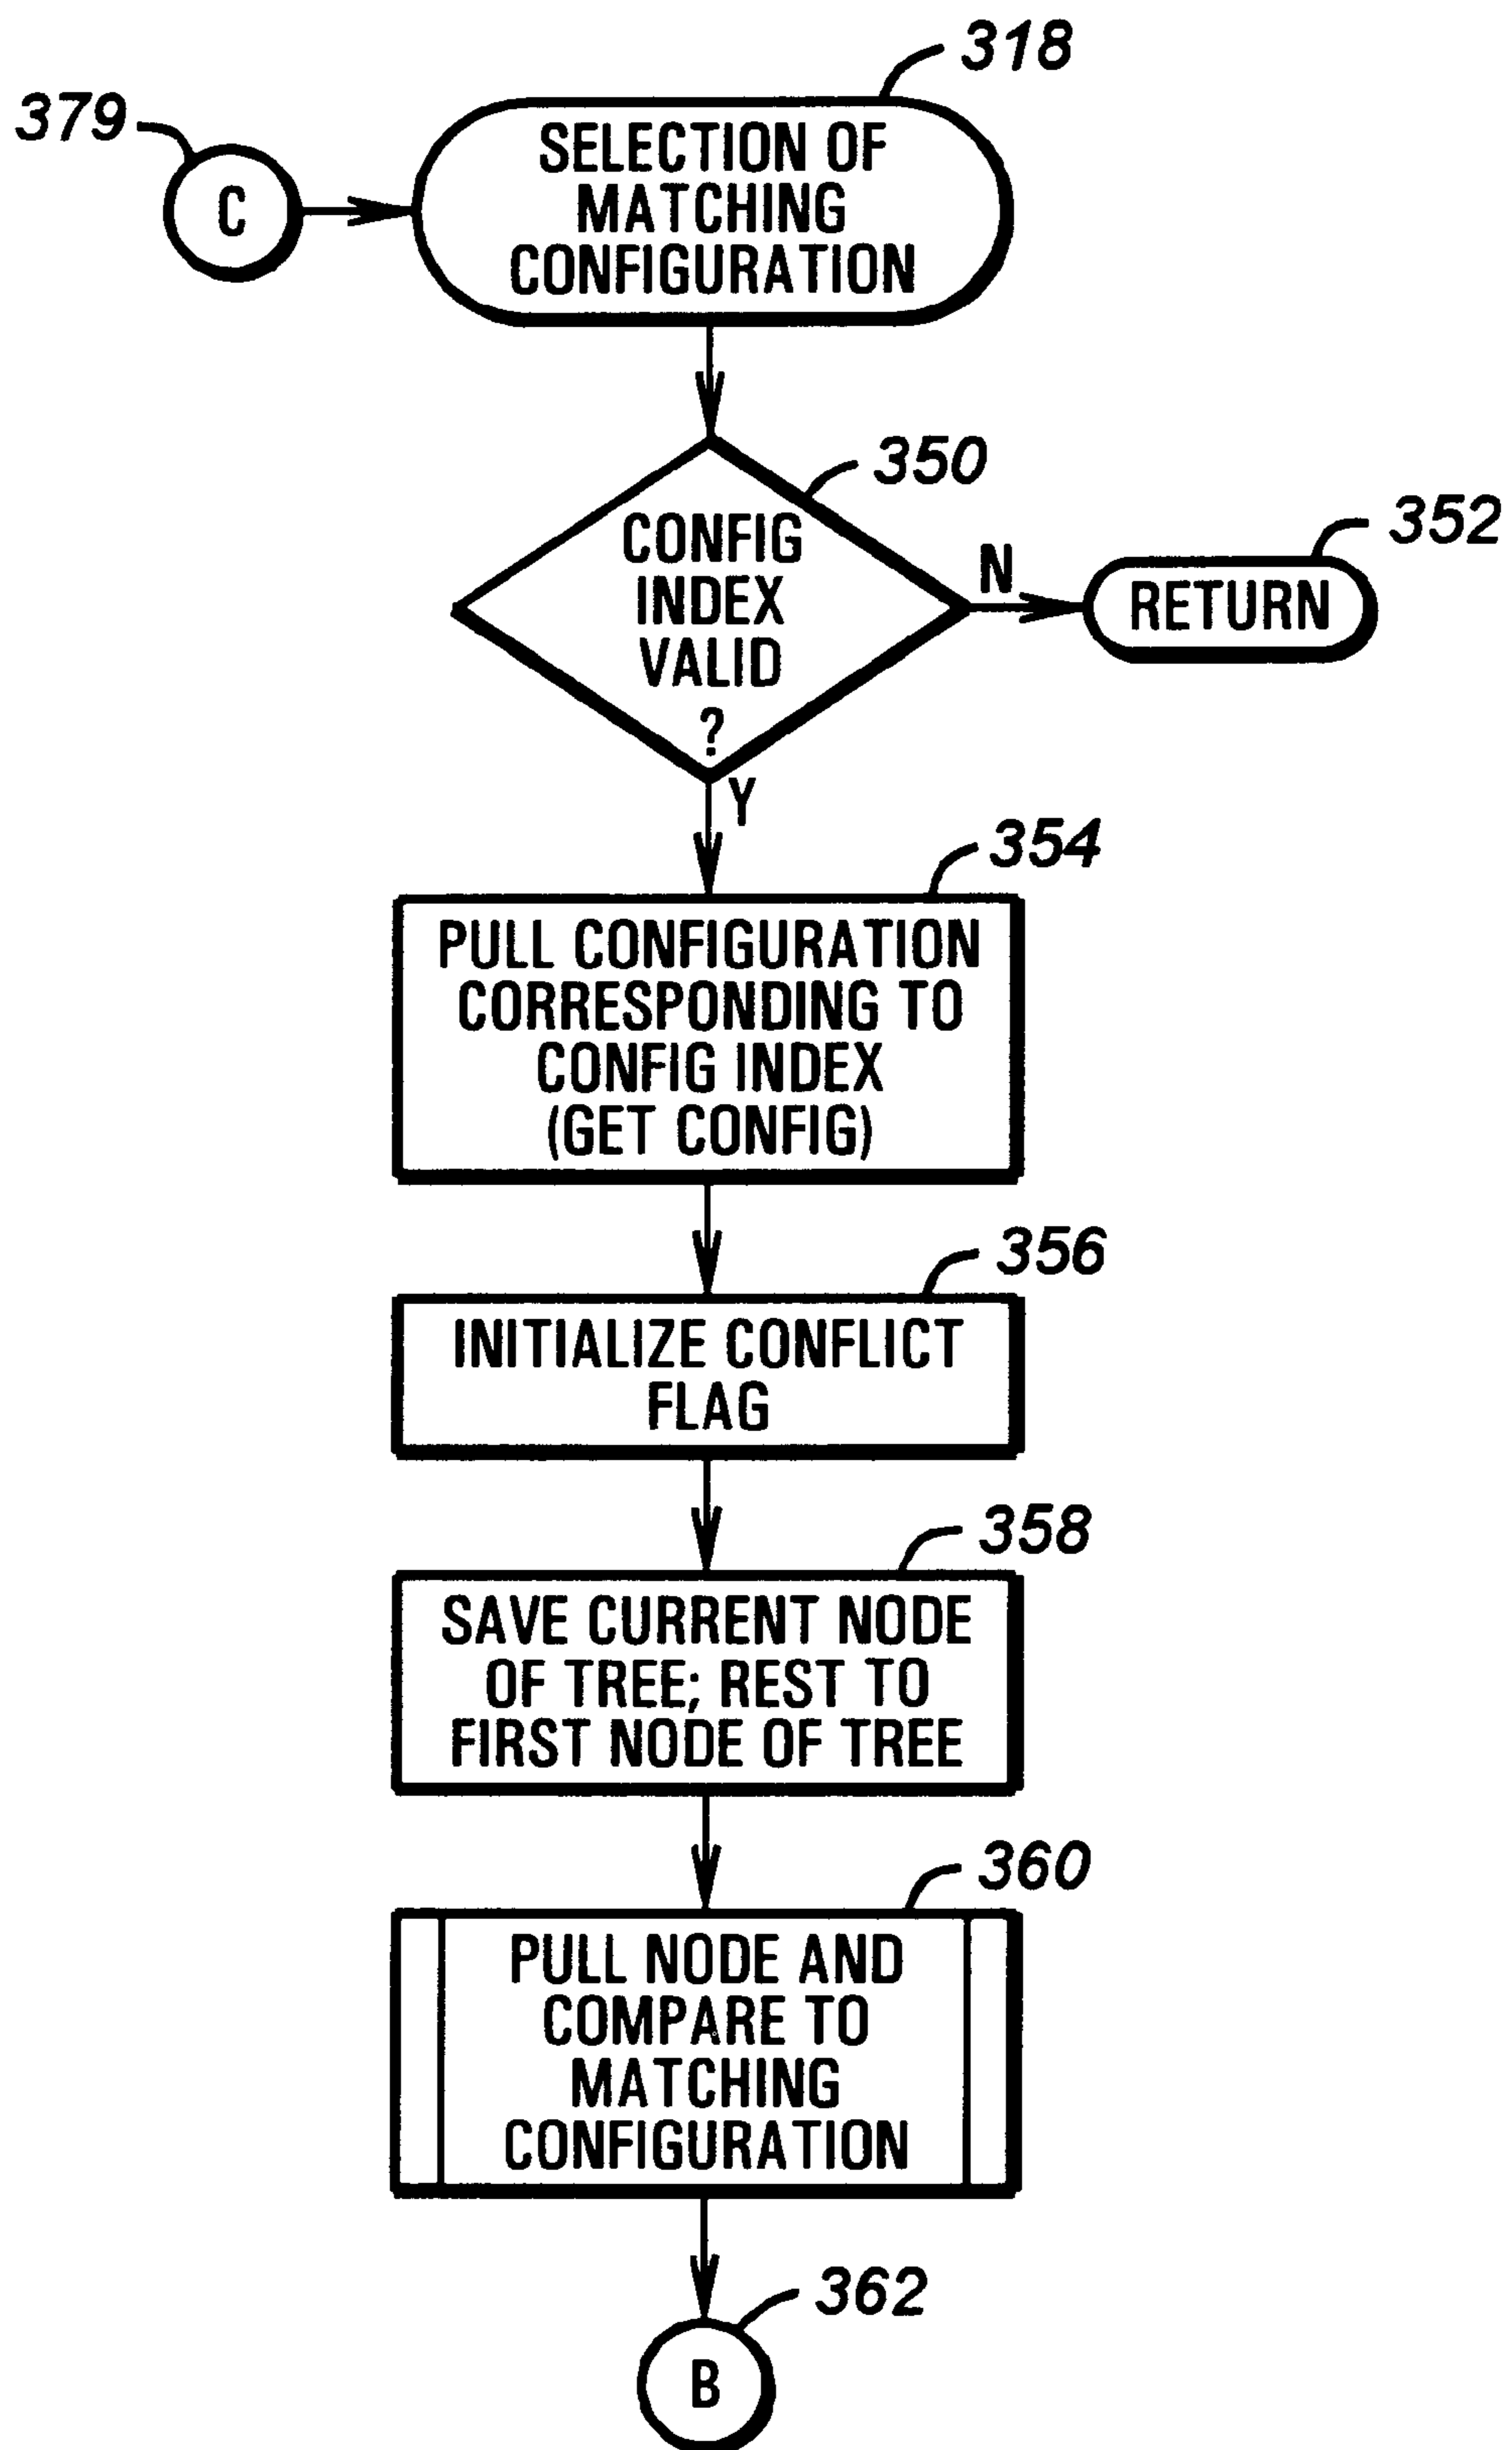 318
379
C
SELECTION OF
MATCHING
CONFIGURATION
350
CONFIG
INDEX
VALID
?
N
352
RETURN
Y
354
PULL CONFIGURATION
CORRESPONDING TO
CONFIG INDEX
(GET CONFIG)
356
INITIALIZE CONFLICT
FLAG
358
SAVE CURRENT NODE
OF TREE; REST TO
FIRST NODE OF TREE
360
PULL NODE AND
COMPARE TO
MATCHING
CONFIGURATION
362
B